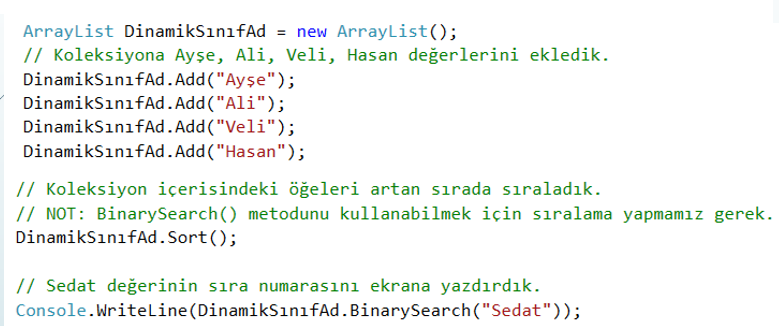 ArrayList DinamikSınıfAd = new ArrayList();
// Koleksiyona Ayşe, Ali, Veli, Hasan değerlerini ekledik.
DinamikSınıfAd.Add("Ayşe");
DinamikSınıfAd.Add("Ali");
DinamikSınıfAd.Add("Veli");
DinamikSınıfAd.Add("Hasan");
// Koleksiyon içerisindeki öğeleri artan sırada sıraladık.
// NOT: BinarySearch() metodunu kullanabilmek için sıralama yapmamız gerek.
DinamikSınıfAd.Sort();
// Sedat değerinin sıra numarasını ekrana yazdırdık.
Console.WriteLine(DinamikSınıfAd.BinarySearch("Sedat"));